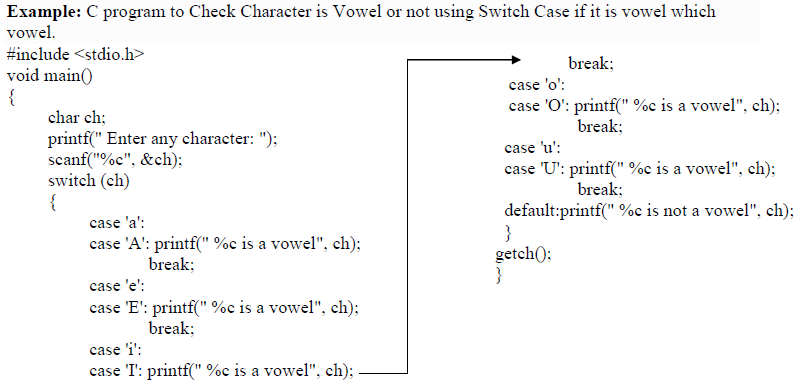 Example: C program to Check Character is Vowel or not using Switch Case if it is vowel which
vowel.
#include <stdio.h>
void main()
{
char ch;
printf(" Enter any character: ");
scanf("%c", &ch);
switch (ch)
{
case 'a':
case 'A': printf(" %c is a vowel", ch);
break;
case 'e':
case 'E': printf(" %c is a vowel", ch);
break;
case 'i':
case 'I': printf(" %c is a vowel", ch);
break;
case 'o':
case 'O': printf(" %c is a vowel", ch);
break;
case 'u':
case 'U': printf(" %c is a vowel", ch);
break;
default:printf(" %c is not a vowel", ch);
}
getch();
}